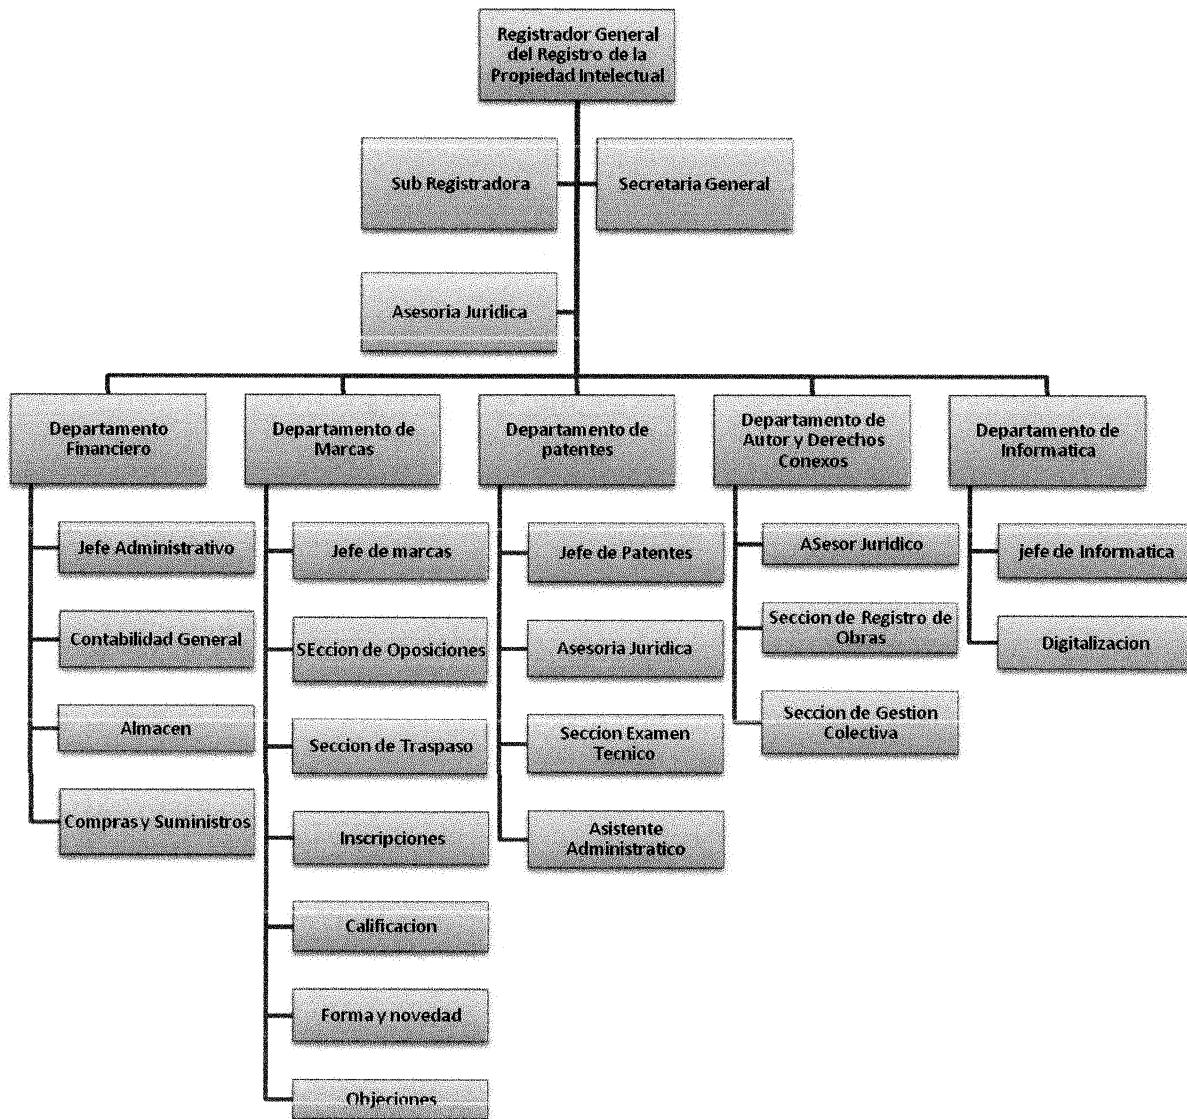 Registrador General
del Registro de la
Propiedad Intelectual
Sub Registradora
Secretaria General
Asesoria Juridica
Departamento
Financiero
Departamento de
Marcas
Departamento de
patentes
Departamento de
Autor y Derechos
Conexos
Departamento de
Informatica
Jefe Administrativo
Contabilidad General
Almacen
Compras y Suministros
Jefe de marcas
SEccion de Oposiciones
Seccion de Traspaso
Inscripciones
Calificacion
Forma y novedad
Objeciones
Jefe de Patentes
Asesoria Juridica
Seccion Examen
Tecnico
Asistente
Administratico
ASesor Juridico
Seccion de Registro de
Obras
Seccion de Gestion
Colectiva
jefe de Informatica
Digitalizacion